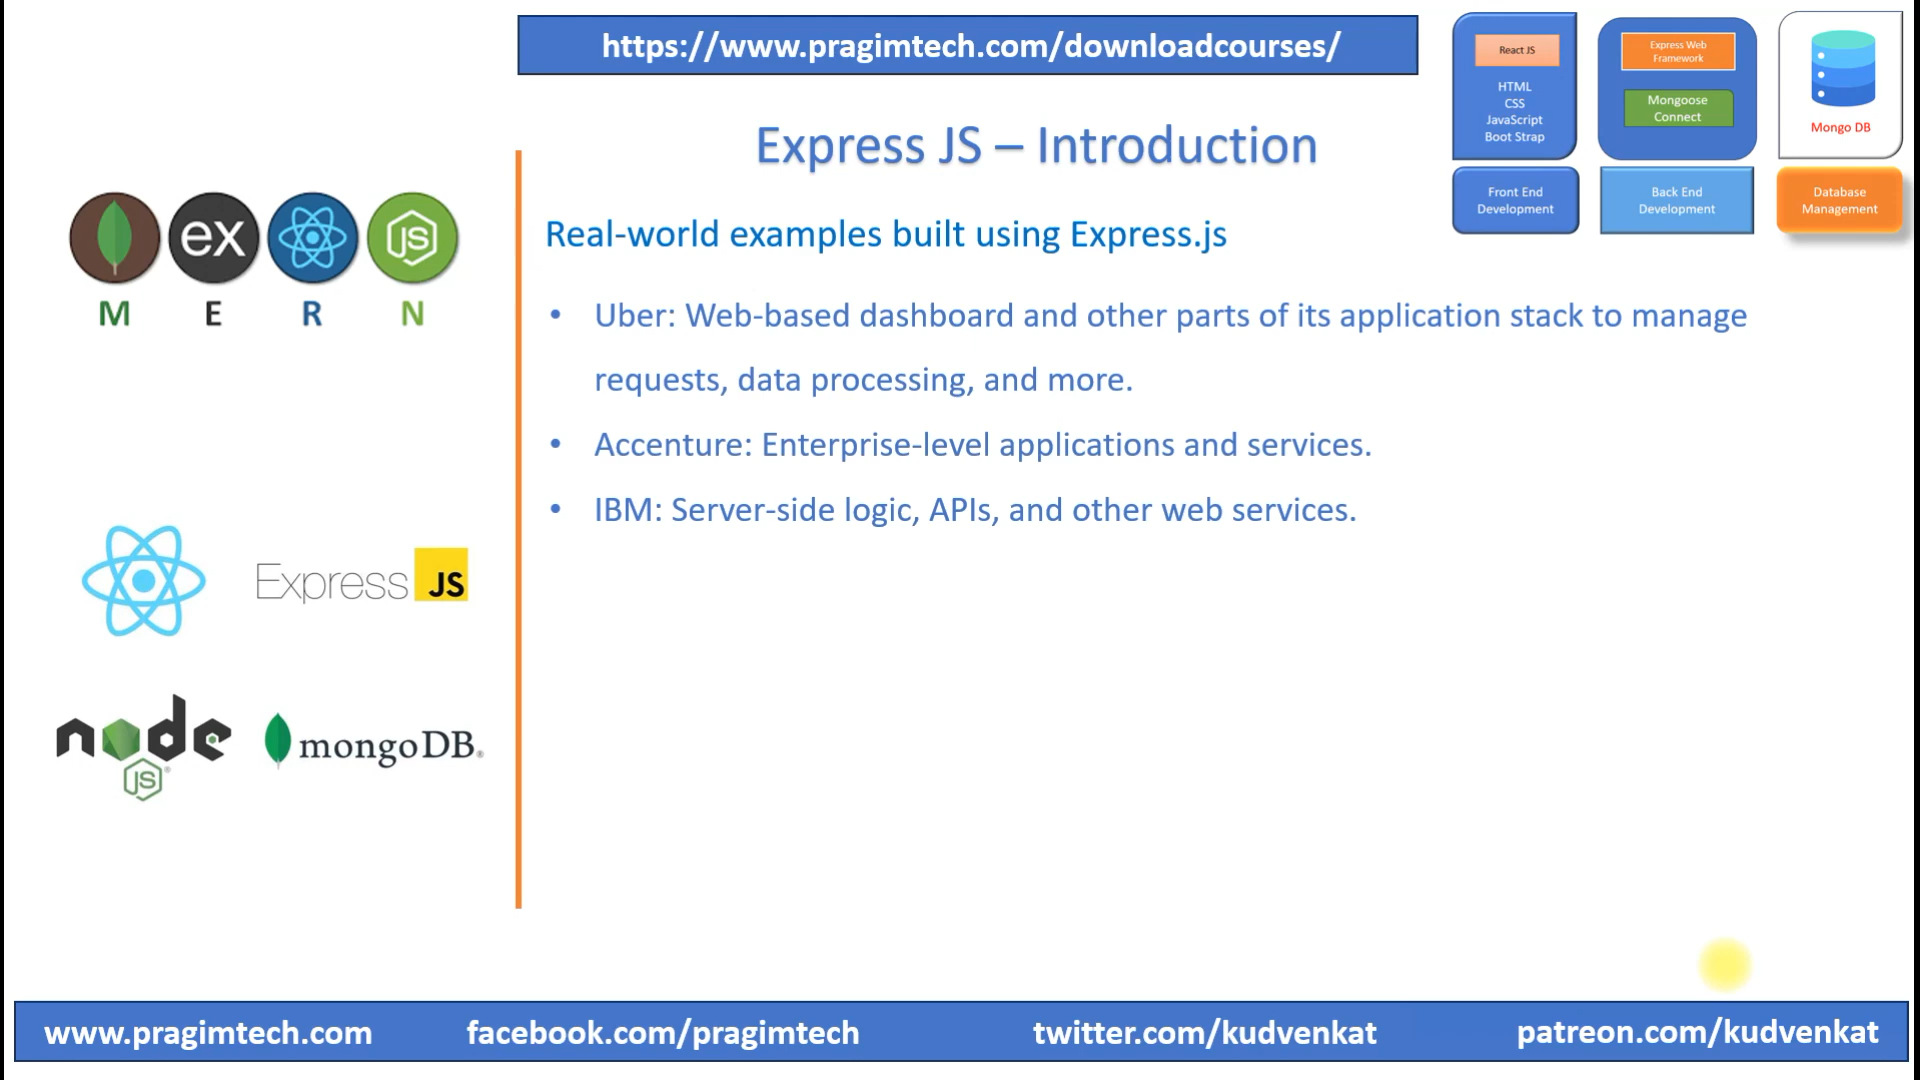 https://www.pragimtech.com/downloadcourses/
React JS
HTML
CSS
JavaScript
Boot Strap
Front End
Development
Express Web
Framework
Mongoose
Connect
Back End
Development
Mongo DB
Database
Management
Express JS – Introduction
ex
JS
M E R N
Express JS
node
JS
mongoDB®
Real-world examples built using Express.js
• Uber: Web-based dashboard and other parts of its application stack to manage
requests, data processing, and more.
• Accenture: Enterprise-level applications and services.
• IBM: Server-side logic, APIs, and other web services.
www.pragimtech.com facebook.com/pragimtech twitter.com/kudvenkat patreon.com/kudvenkat